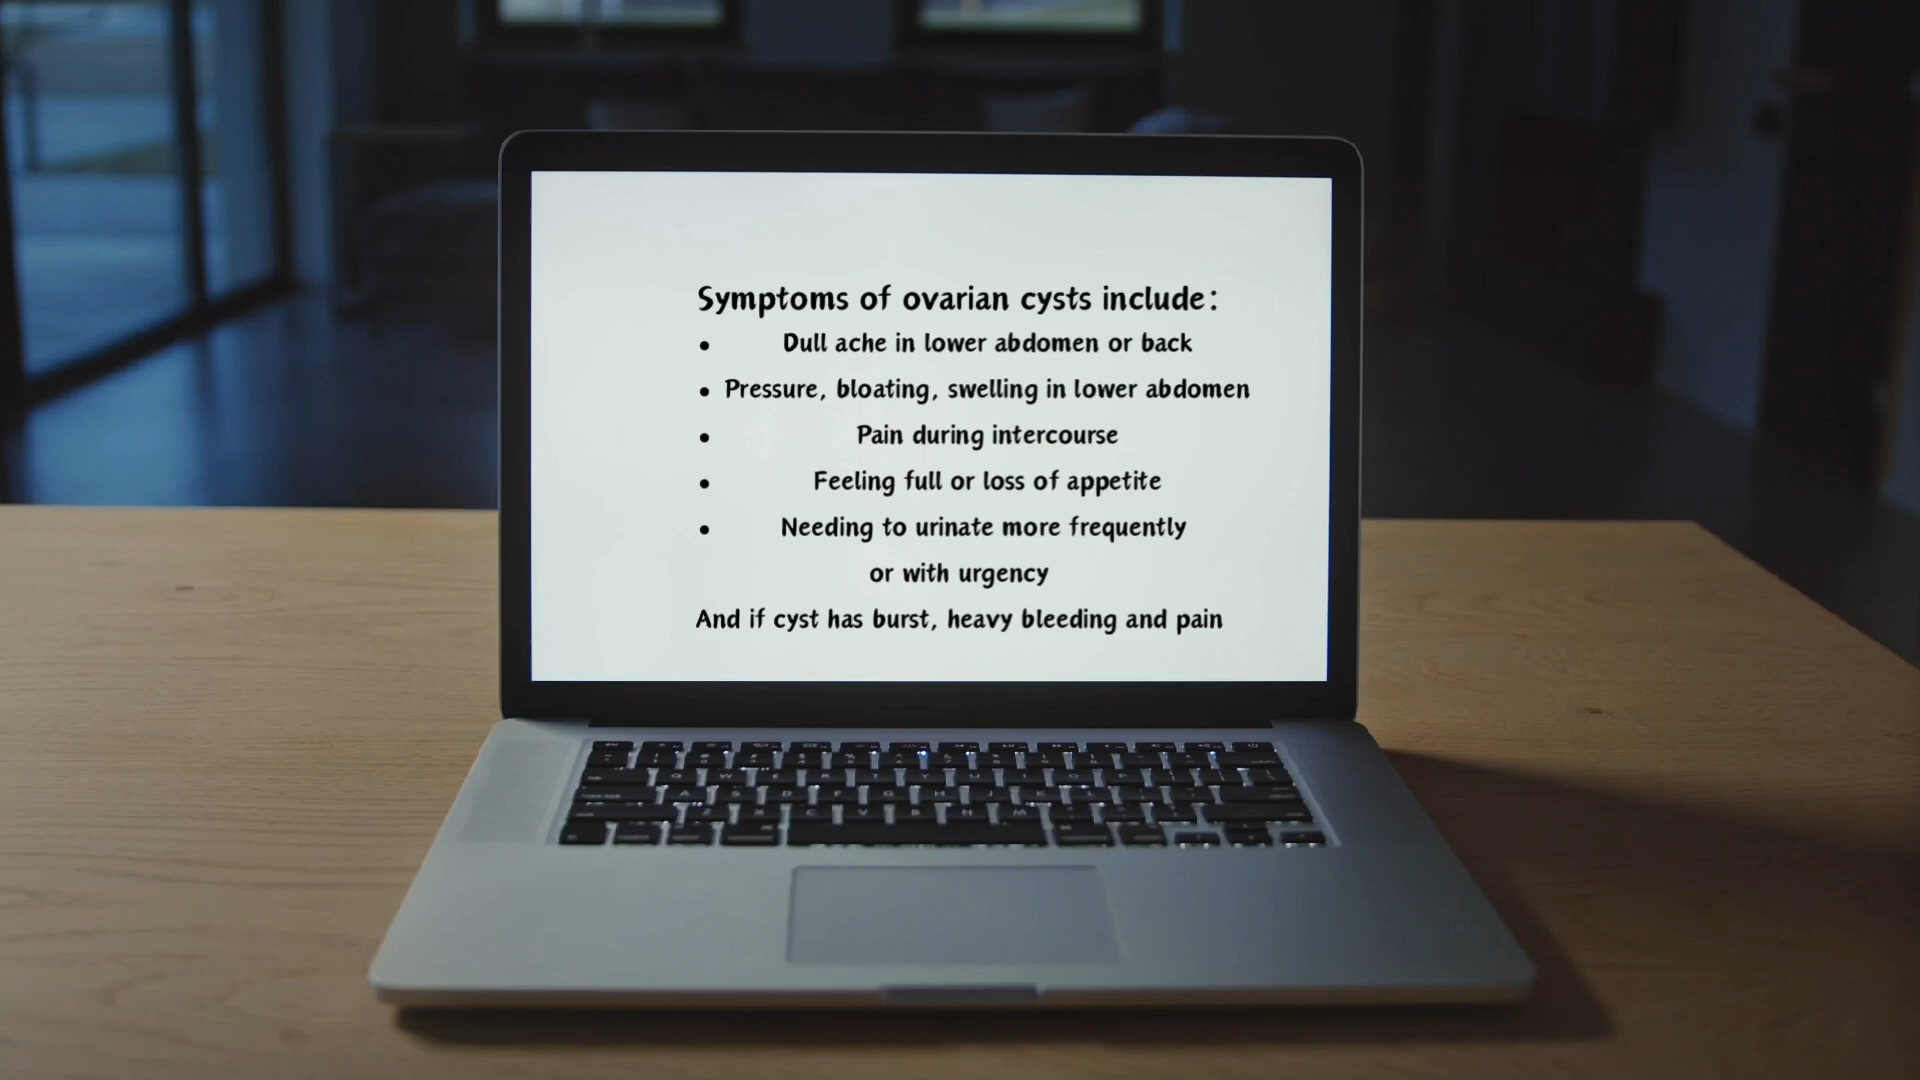 Symptoms of ovarian cysts include:
• Dull ache in lower abdomen or back
• Pressure, bloating, swelling in lower abdomen
• Pain during intercourse
• Feeling full or loss of appetite
• Needing to urinate more frequently
or with urgency
And if cyst has burst, heavy bleeding and pain